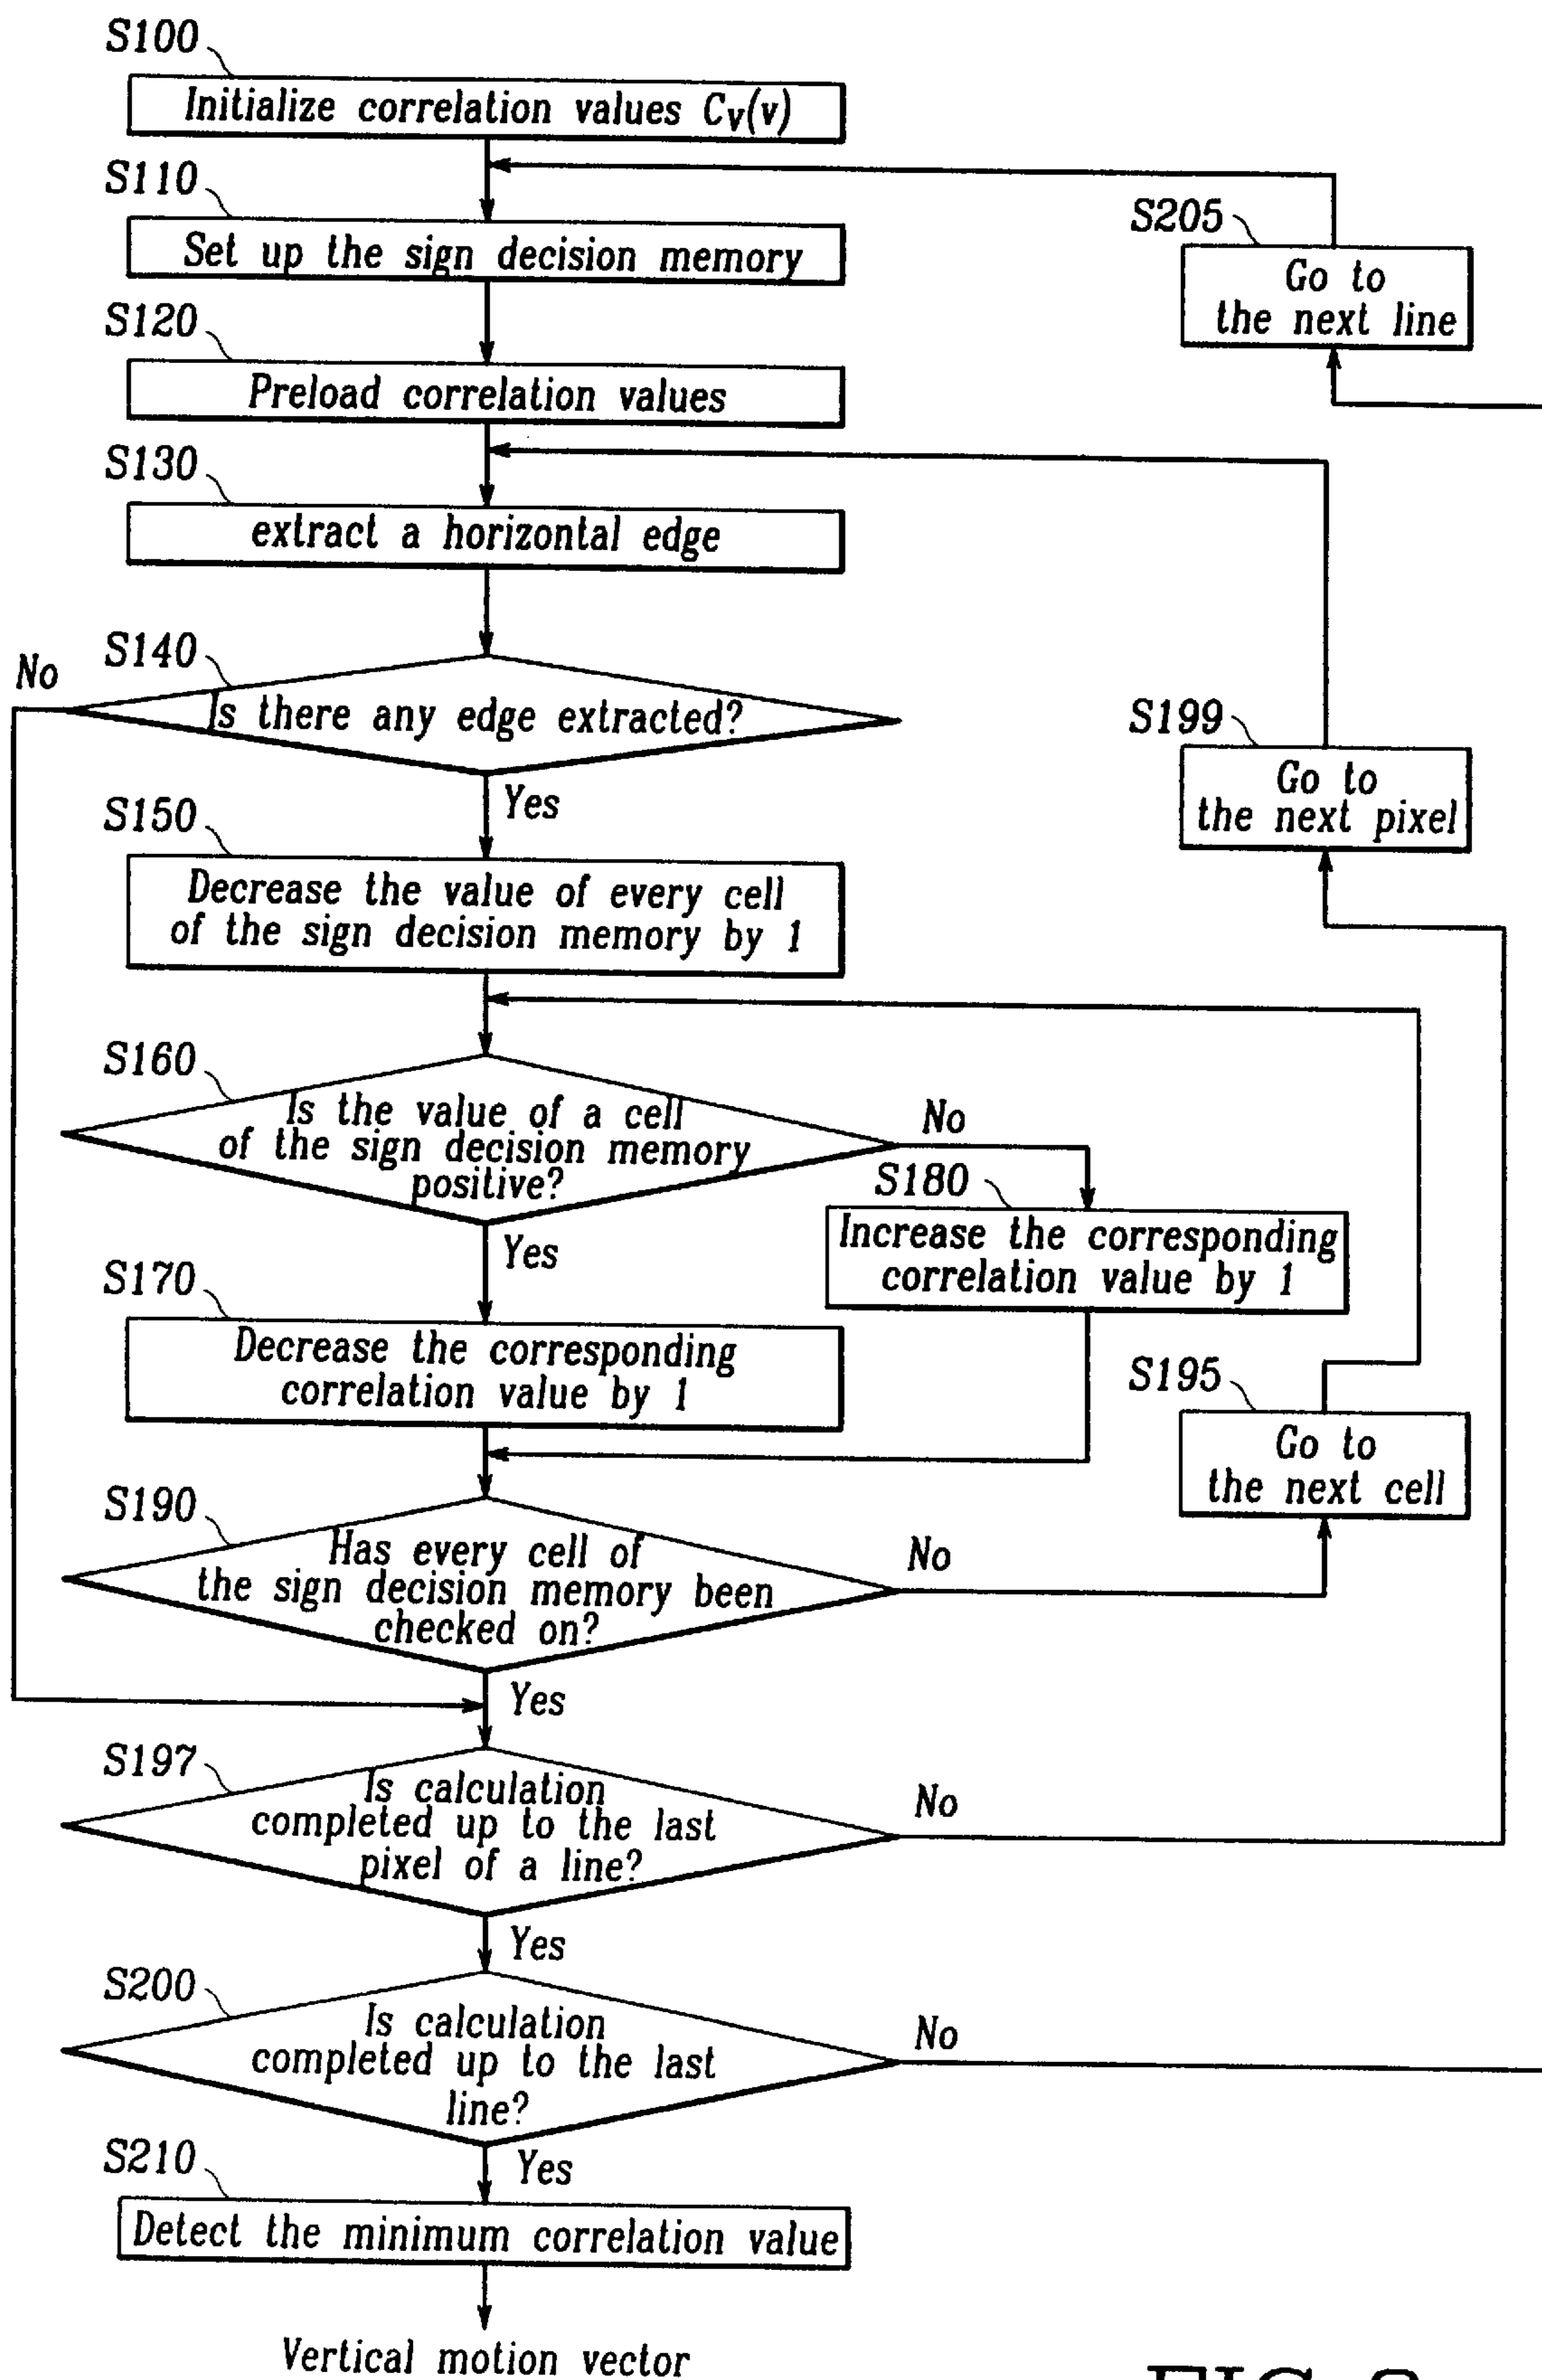 S100
Initialize correlation values Cv(v)
S110
Set up the sign decision memory
S205
Go to
the next line
S120
Preload correlation values
S130
extract a horizontal edge
S140
No
Is there any edge extracted?
Yes
S199
Go to
the next pixel
S150
Decrease the value of every cell
of the sign decision memory by 1
S160
Is the value of a cell
of the sign decision memory
positive?
No
Yes
S180
Increase the corresponding
correlation value by 1
S170
Decrease the corresponding
correlation value by 1
S195
Go to
the next cell
S190
Has every cell of
the sign decision memory been
checked on?
No
Yes
S197
Is calculation
completed up to the last
pixel of a line?
No
Yes
S200
Is calculation
completed up to the last
line?
No
Yes
S210
Detect the minimum correlation value
Vertical motion vector